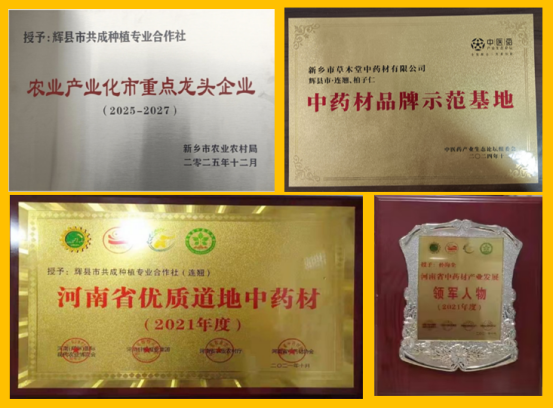 授予：辉县市共成种植专业合作社
农业产业化市重点龙头企业
（2025-2027）
新乡市农业农村局
二零二五年十二月
中医药
新乡市草木堂中药材有限公司
辉县市·连翘、柏子仁
中药材品牌示范基地
授予：辉县市共成种植专业合作社（连翘）
河南省优质道地中药材
（2021年度）
河南省中药材产业发展
领军人物
（2021年度）